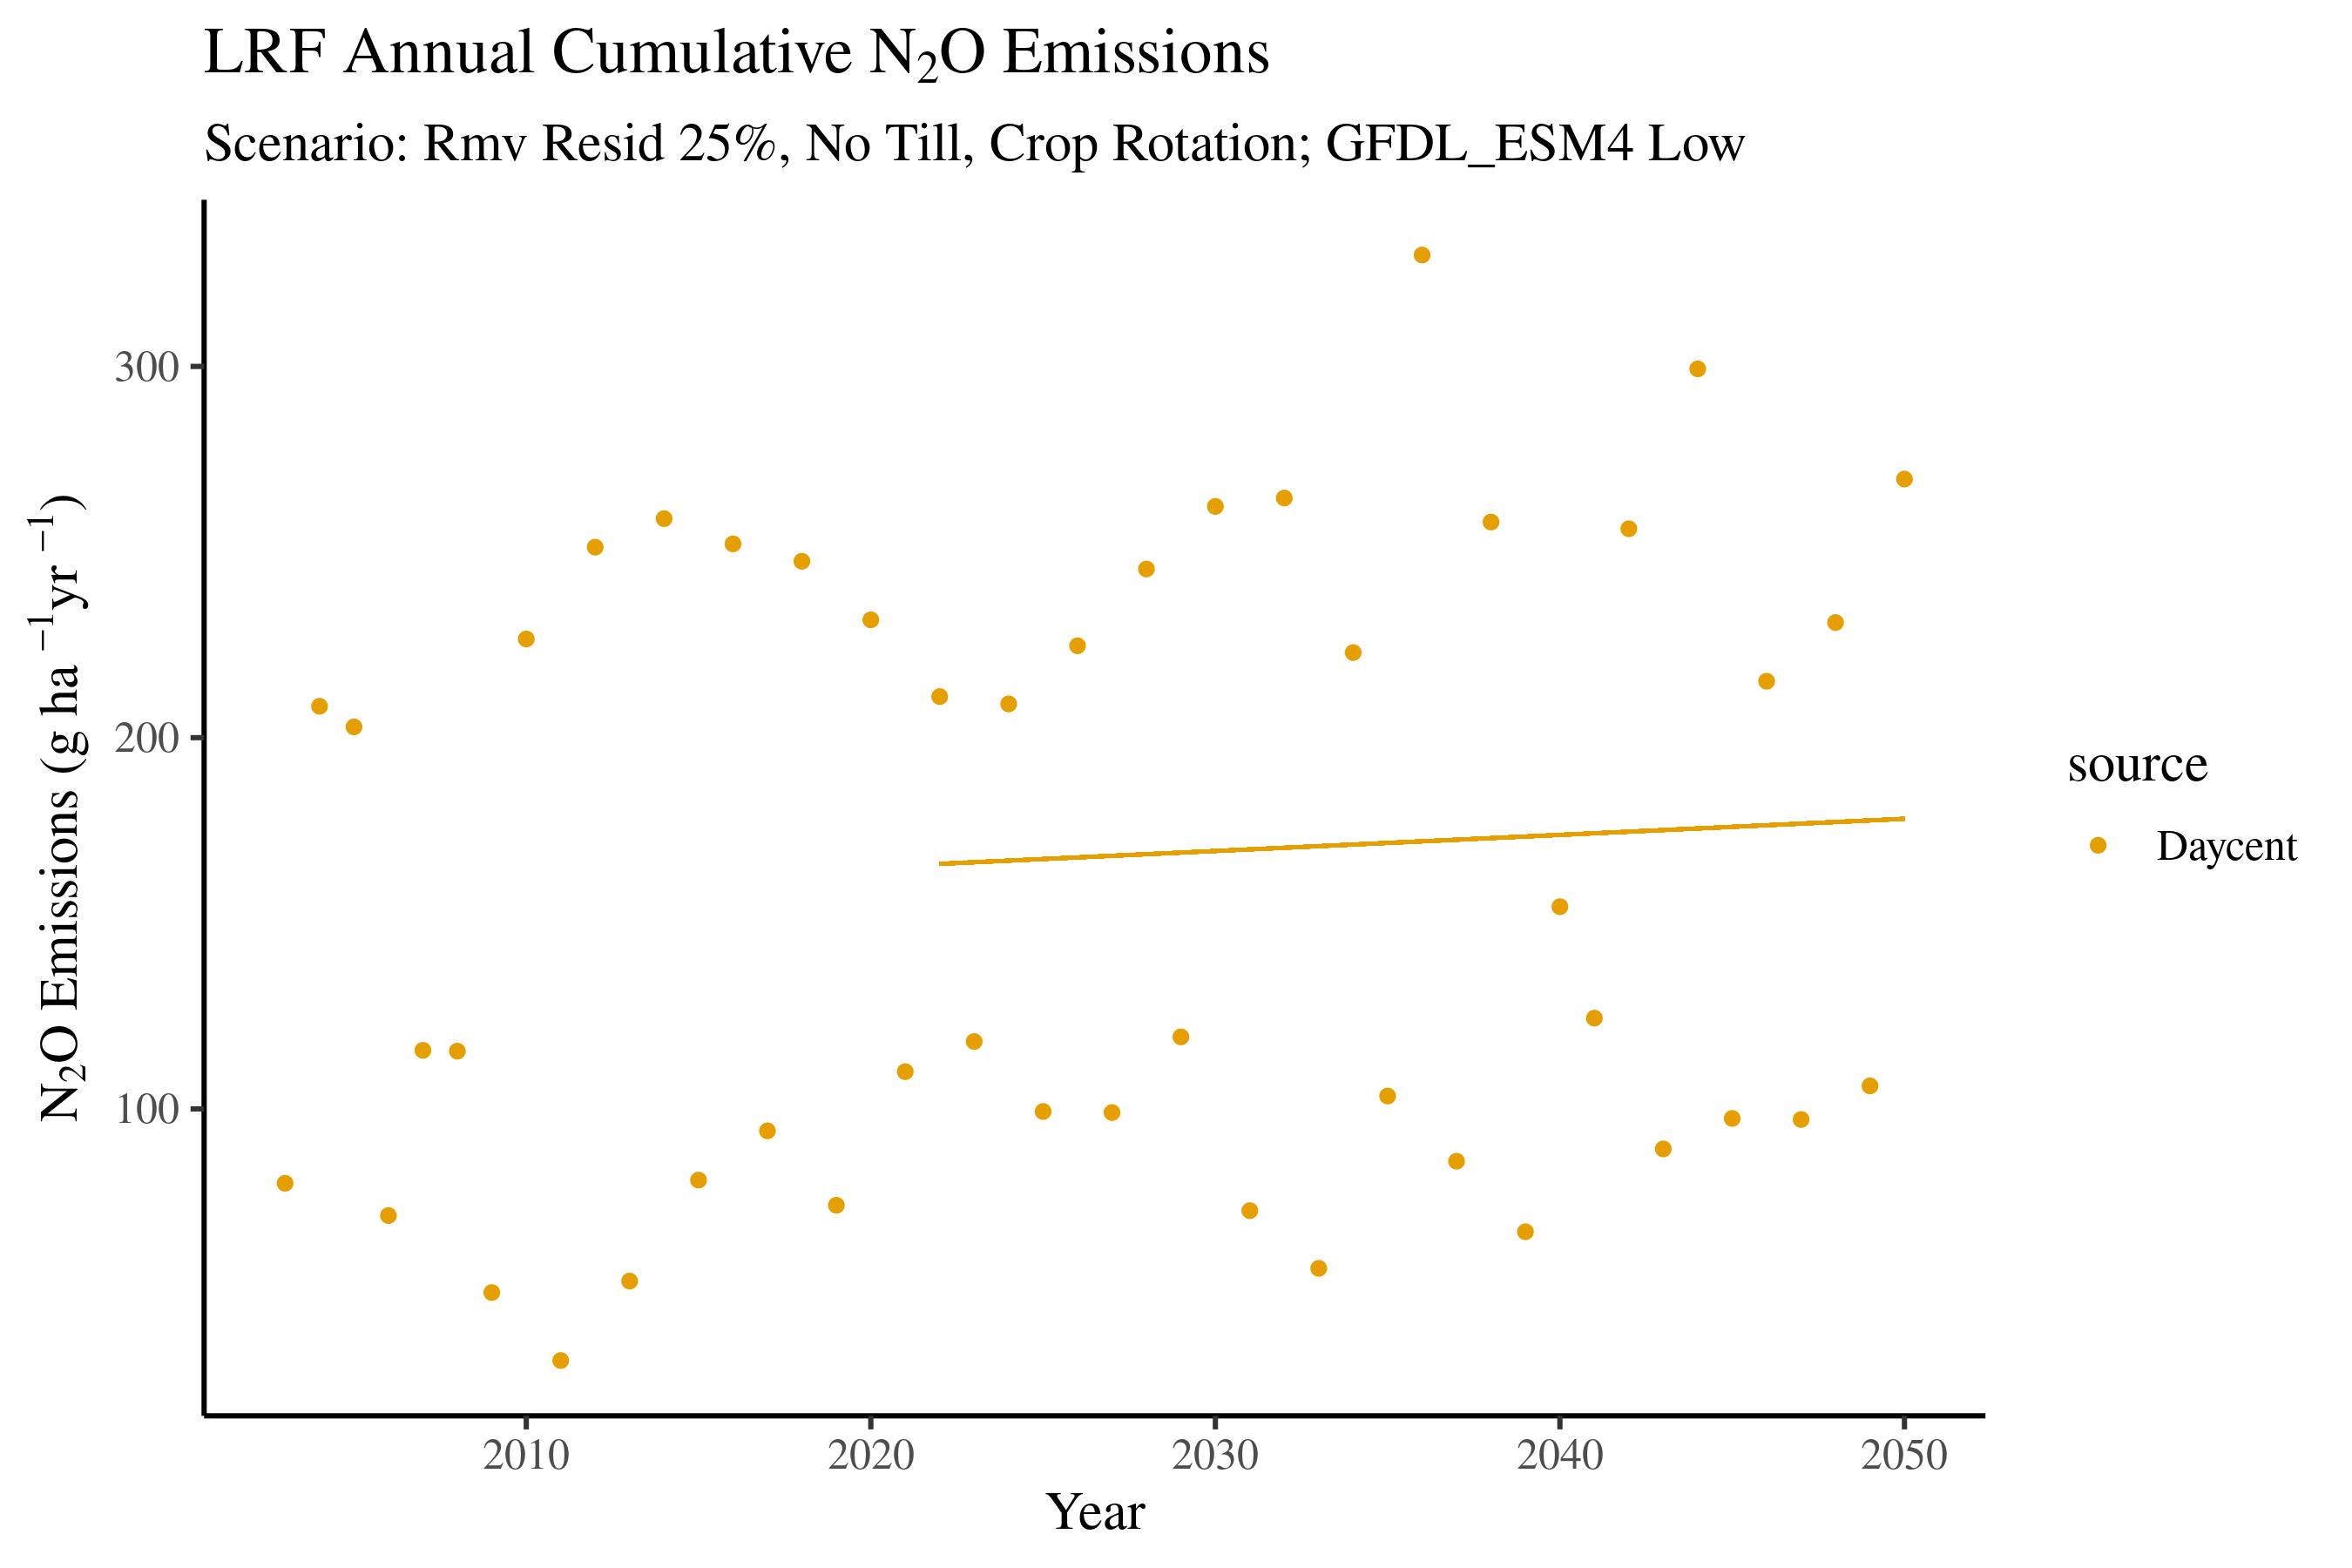 LRF Annual Cumulative N₂O Emissions
Scenario: Rmv Resid 25%, No Till, Crop Rotation; GFDL_ESM4 Low
N₂O Emissions (g ha⁻¹yr⁻¹)
300
200
100
2010 2020 2030 2040 2050
Year
source
Daycent